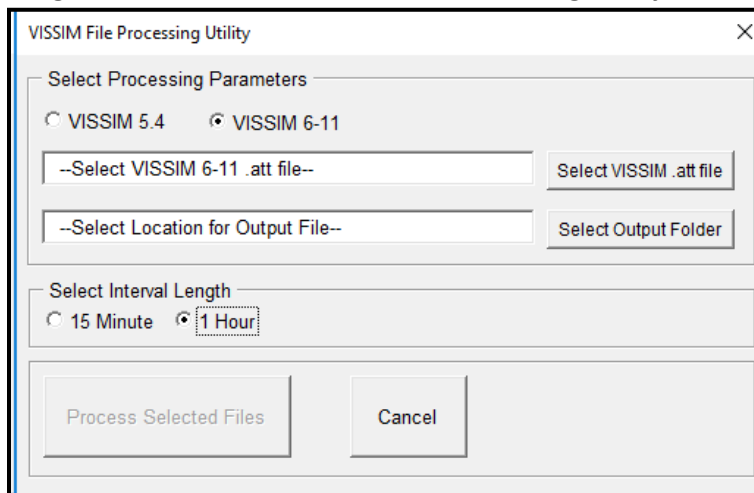 VISSIM File Processing Utility
Select Processing Parameters
VISSIM 5.4 VISSIM 6-11
--Select VISSIM 6-11 .att file-- Select VISSIM .att file
--Select Location for Output File-- Select Output Folder
Select Interval Length
15 Minute 1 Hour
Process Selected Files Cancel